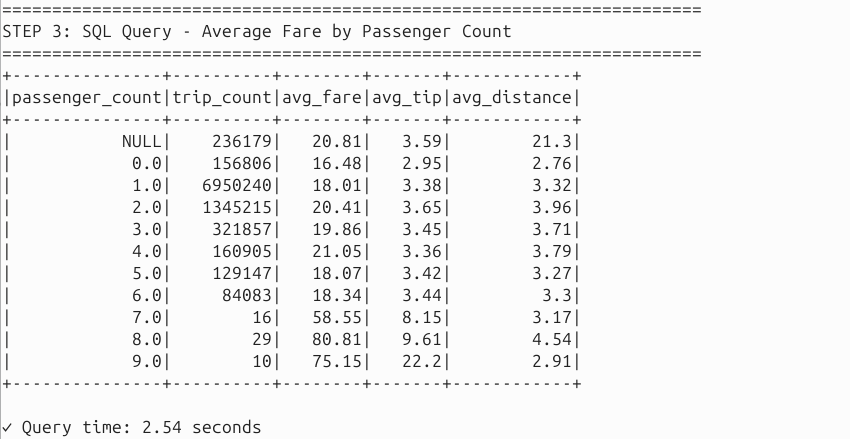 ======================================================================
STEP 3: SQL Query - Average Fare by Passenger Count
======================================================================
+---------------+----------+--------+-------+------------+
|passenger_count|trip_count|avg_fare|avg_tip|avg_distance|
+---------------+----------+--------+-------+------------+
|           NULL|    236179|   20.81|   3.59|        21.3|
|            0.0|    156806|   16.48|   2.95|        2.76|
|            1.0|   6950240|   18.01|   3.38|        3.32|
|            2.0|   1345215|   20.41|   3.65|        3.96|
|            3.0|    321857|   19.86|   3.45|        3.71|
|            4.0|    160905|   21.05|   3.36|        3.79|
|            5.0|    129147|   18.07|   3.42|        3.27|
|            6.0|     84083|   18.34|   3.44|         3.3|
|            7.0|        16|   58.55|   8.15|        3.17|
|            8.0|        29|   80.81|   9.61|        4.54|
|            9.0|        10|   75.15|   22.2|        2.91|
+---------------+----------+--------+-------+------------+
✓ Query time: 2.54 seconds